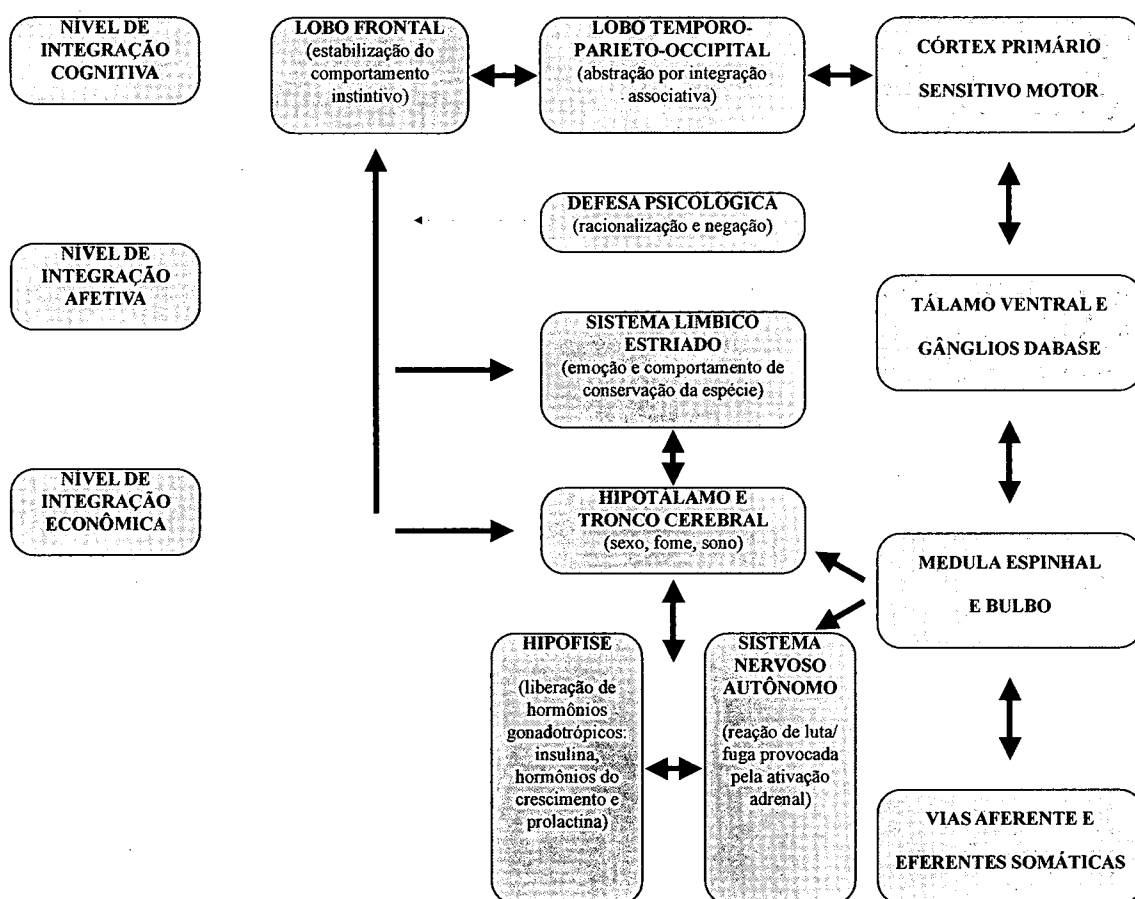 NÍVEL DE
INTEGRAÇÃO
COGNITIVA
LOBO FRONTAL
(estabilização do
comportamento
instintivo)
LOBO TEMPORO-
PARIETO-OCCIPITAL
(abstração por integração
associativa)
CÓRTEX PRIMÁRIO
SENSITIVO MOTOR
DEFESA PSICOLÓGICA
(racionalização e negação)
NÍVEL DE
INTEGRAÇÃO
AFETIVA
SISTEMA LÍMBICO
ESTRIADO
(emoção e comportamento de
conservação da espécie)
TÁLAMO VENTRAL E
GÂNGLIOS DABASE
NÍVEL DE
INTEGRAÇÃO
ECONÔMICA
HIPOTÁLAMO E
TRONCO CEREBRAL
(sexo, fome, sono)
MEDULA ESPINHAL
E BULBO
HIPÓFISE
(liberação de
hormônios
gonadotrópicos:
insulina,
hormônios do
crescimento e
prolactina)
SISTEMA
NERVOSO
AUTÔNOMO
(reação de luta/
fuga provocada
pela ativação
adrenal)
VIAS AFERENTE E
EFERENTES SOMÁTICAS